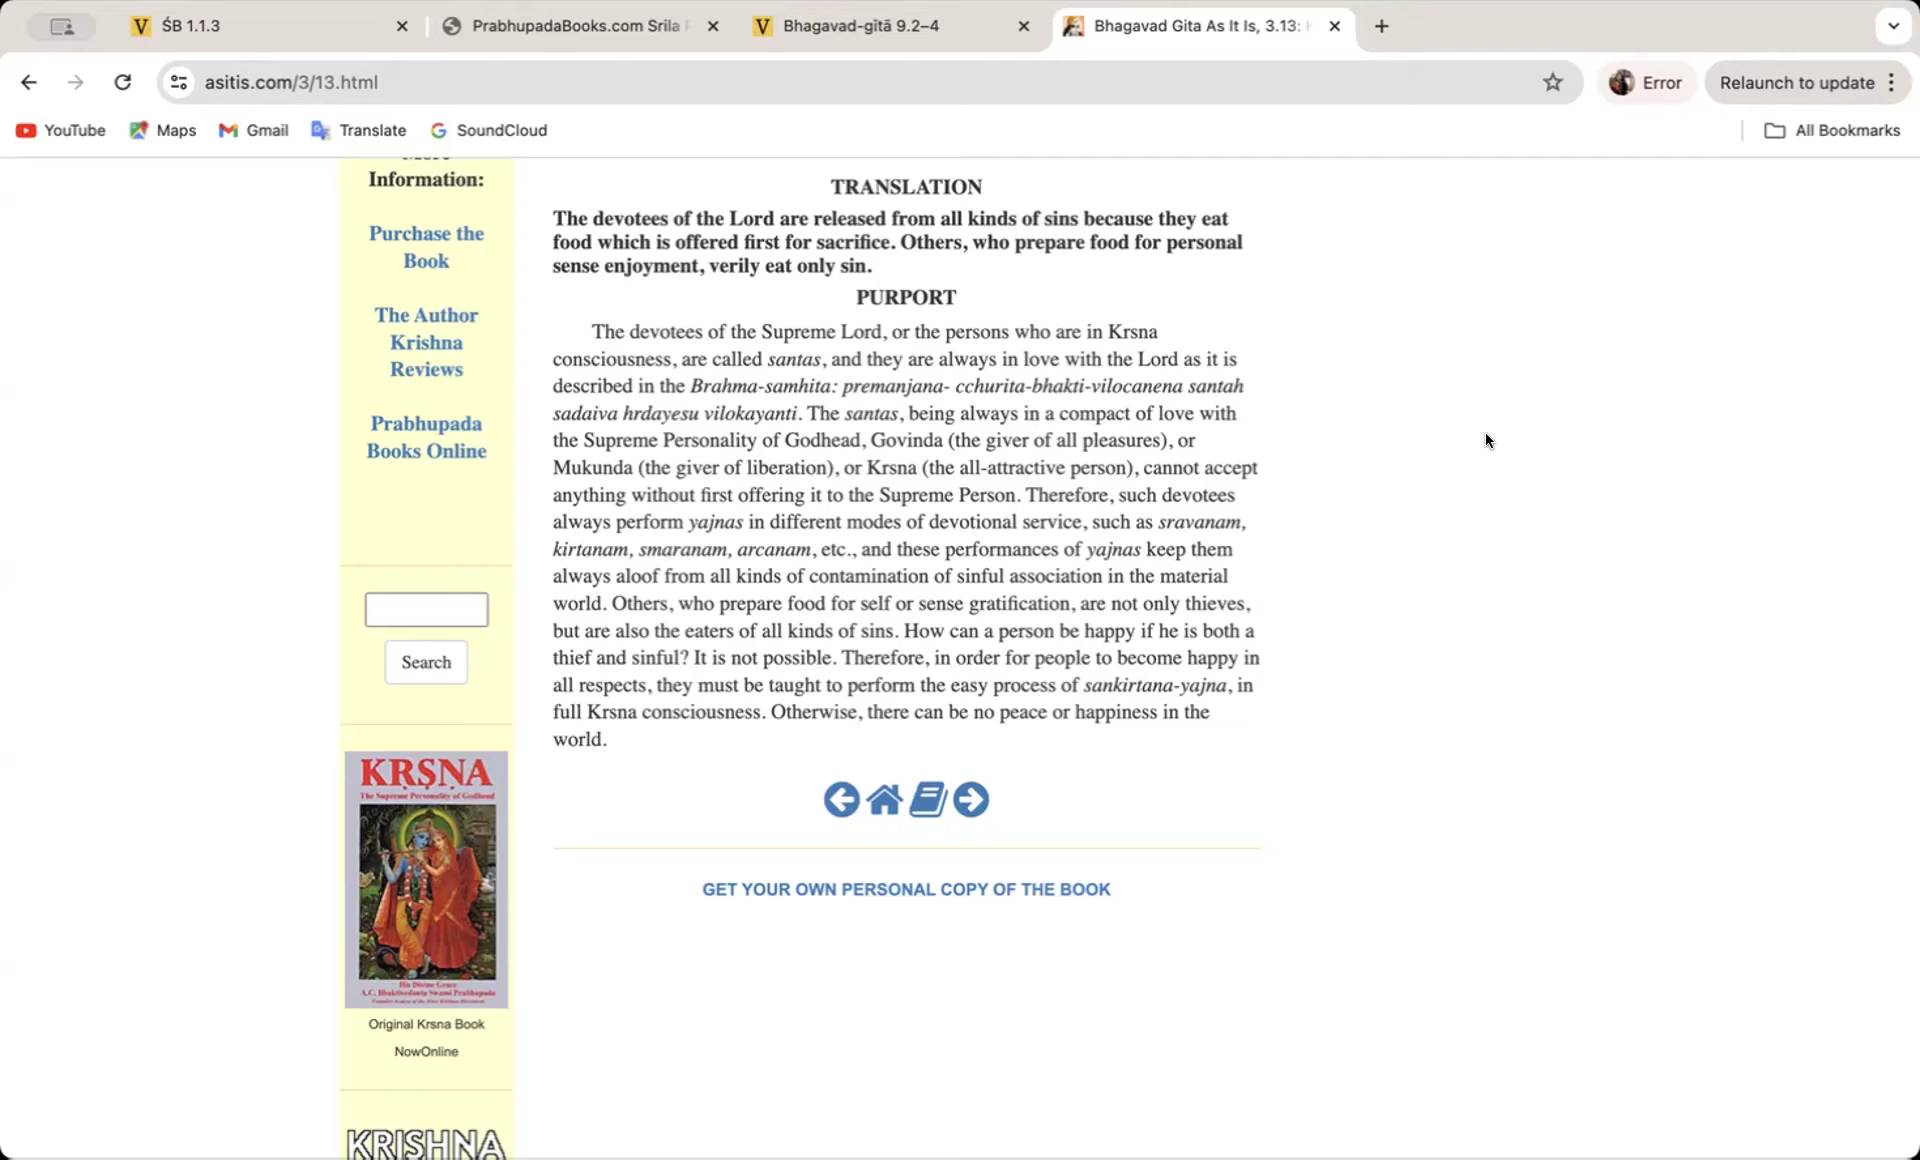 ŚB 1.1.3
PrabhupadaBooks.com Srila
Bhagavad-gītā 9.2–4
Bhagavad Gita As It Is, 3.13:
asitis.com/3/13.html
Error
Relaunch to update
YouTube
Maps
Gmail
Translate
SoundCloud
All Bookmarks
More
Information:
Purchase the
Book
The Author
Krishna
Reviews
Prabhupada
Books Online
Search
KṚṢṆA
The Supreme Personality of Godhead
His Divine Grace
A.C. Bhaktivedanta Swami Prabhupada
Original Krsna Book
NowOnline
KRISHNA
TRANSLATION
The devotees of the Lord are released from all kinds of sins because they eat
food which is offered first for sacrifice. Others, who prepare food for personal
sense enjoyment, verily eat only sin.
PURPORT
The devotees of the Supreme Lord, or the persons who are in Krsna
consciousness, are called santas, and they are always in love with the Lord as it is
described in the Brahma-samhita: premanjana- cchurita-bhakti-vilocanena santah
sadaiva hrdayesu vilokayanti. The santas, being always in a compact of love with
the Supreme Personality of Godhead, Govinda (the giver of all pleasures), or
Mukunda (the giver of liberation), or Krsna (the all-attractive person), cannot accept
anything without first offering it to the Supreme Person. Therefore, such devotees
always perform yajnas in different modes of devotional service, such as sravanam,
kirtanam, smaranam, arcanam, etc., and these performances of yajnas keep them
always aloof from all kinds of contamination of sinful association in the material
world. Others, who prepare food for self or sense gratification, are not only thieves,
but are also the eaters of all kinds of sins. How can a person be happy if he is both a
thief and sinful? It is not possible. Therefore, in order for people to become happy in
all respects, they must be taught to perform the easy process of sankirtana-yajna, in
full Krsna consciousness. Otherwise, there can be no peace or happiness in the
world.
GET YOUR OWN PERSONAL COPY OF THE BOOK